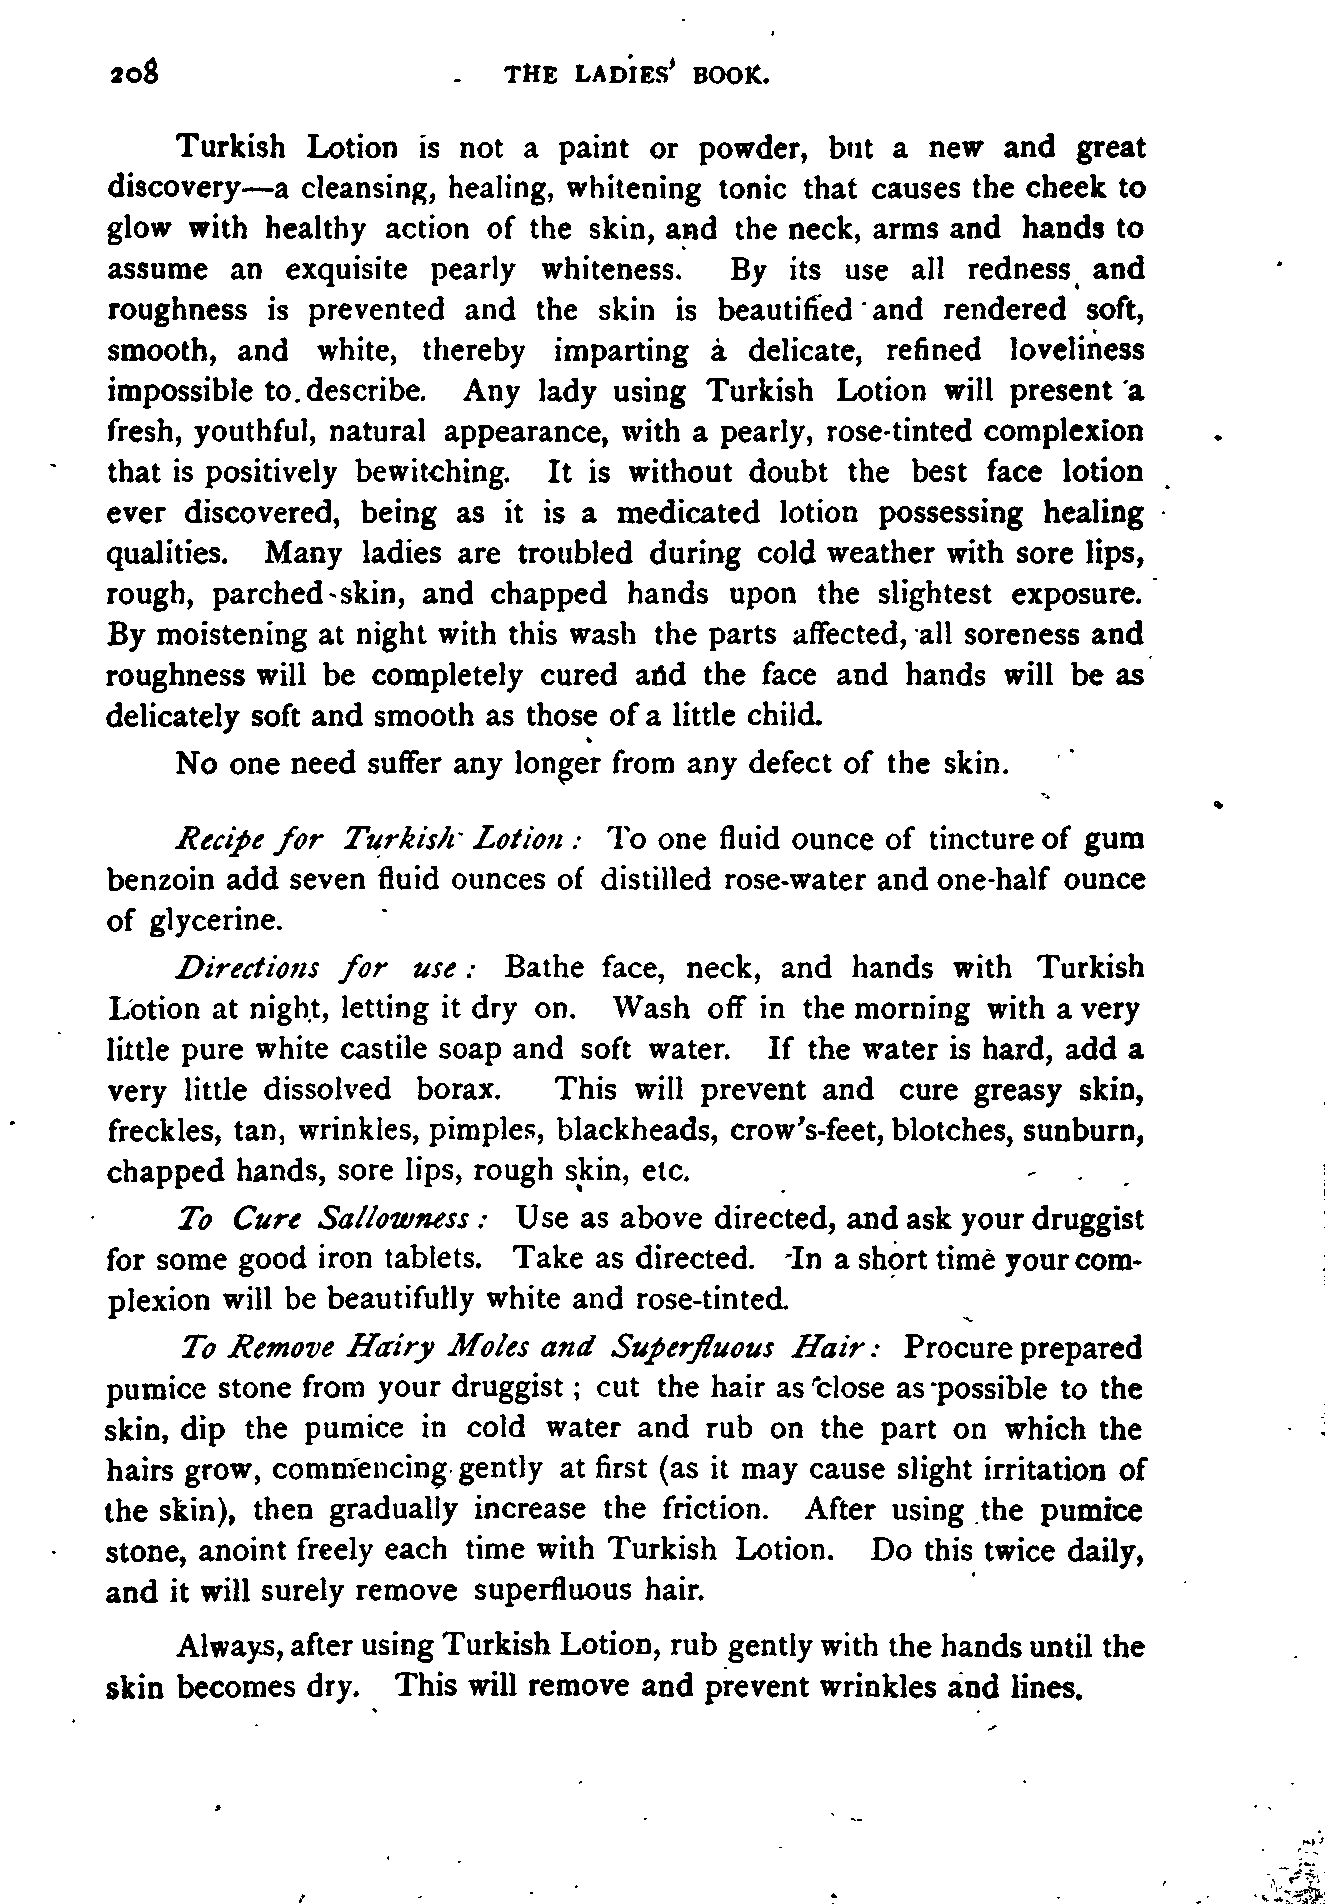 208 THE LADIES' BOOK.
Turkish Lotion is not a paint or powder, but a new and great
discovery—a cleansing, healing, whitening tonic that causes the cheek to
glow with healthy action of the skin, and the neck, arms and hands to
assume an exquisite pearly whiteness. By its use all redness and
roughness is prevented and the skin is beautified and rendered soft,
smooth, and white, thereby imparting a delicate, refined loveliness
impossible to describe. Any lady using Turkish Lotion will present a
fresh, youthful, natural appearance, with a pearly, rose-tinted complexion
that is positively bewitching. It is without doubt the best face lotion
ever discovered, being as it is a medicated lotion possessing healing
qualities. Many ladies are troubled during cold weather with sore lips,
rough, parched skin, and chapped hands upon the slightest exposure.
By moistening at night with this wash the parts affected, all soreness and
roughness will be completely cured and the face and hands will be as
delicately soft and smooth as those of a little child.
No one need suffer any longer from any defect of the skin.
Recipe for Turkish Lotion : To one fluid ounce of tincture of gum
benzoin add seven fluid ounces of distilled rose-water and one-half ounce
of glycerine.
Directions for use : Bathe face, neck, and hands with Turkish
Lotion at night, letting it dry on. Wash off in the morning with a very
little pure white castile soap and soft water. If the water is hard, add a
very little dissolved borax. This will prevent and cure greasy skin,
freckles, tan, wrinkles, pimples, blackheads, crow's-feet, blotches, sunburn,
chapped hands, sore lips, rough skin, etc.
To Cure Sallowness : Use as above directed, and ask your druggist
for some good iron tablets. Take as directed. In a short time your com-
plexion will be beautifully white and rose-tinted.
To Remove Hairy Moles and Superfluous Hair : Procure prepared
pumice stone from your druggist ; cut the hair as close as possible to the
skin, dip the pumice in cold water and rub on the part on which the
hairs grow, commencing gently at first (as it may cause slight irritation of
the skin), then gradually increase the friction. After using the pumice
stone, anoint freely each time with Turkish Lotion. Do this twice daily,
and it will surely remove superfluous hair.
Always, after using Turkish Lotion, rub gently with the hands until the
skin becomes dry. This will remove and prevent wrinkles and lines.